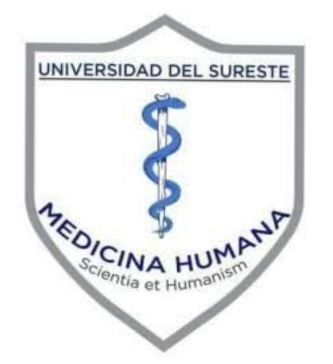 UNIVERSIDAD DEL SURESTE
MEDICINA HUMANA
Scientia et Humanism